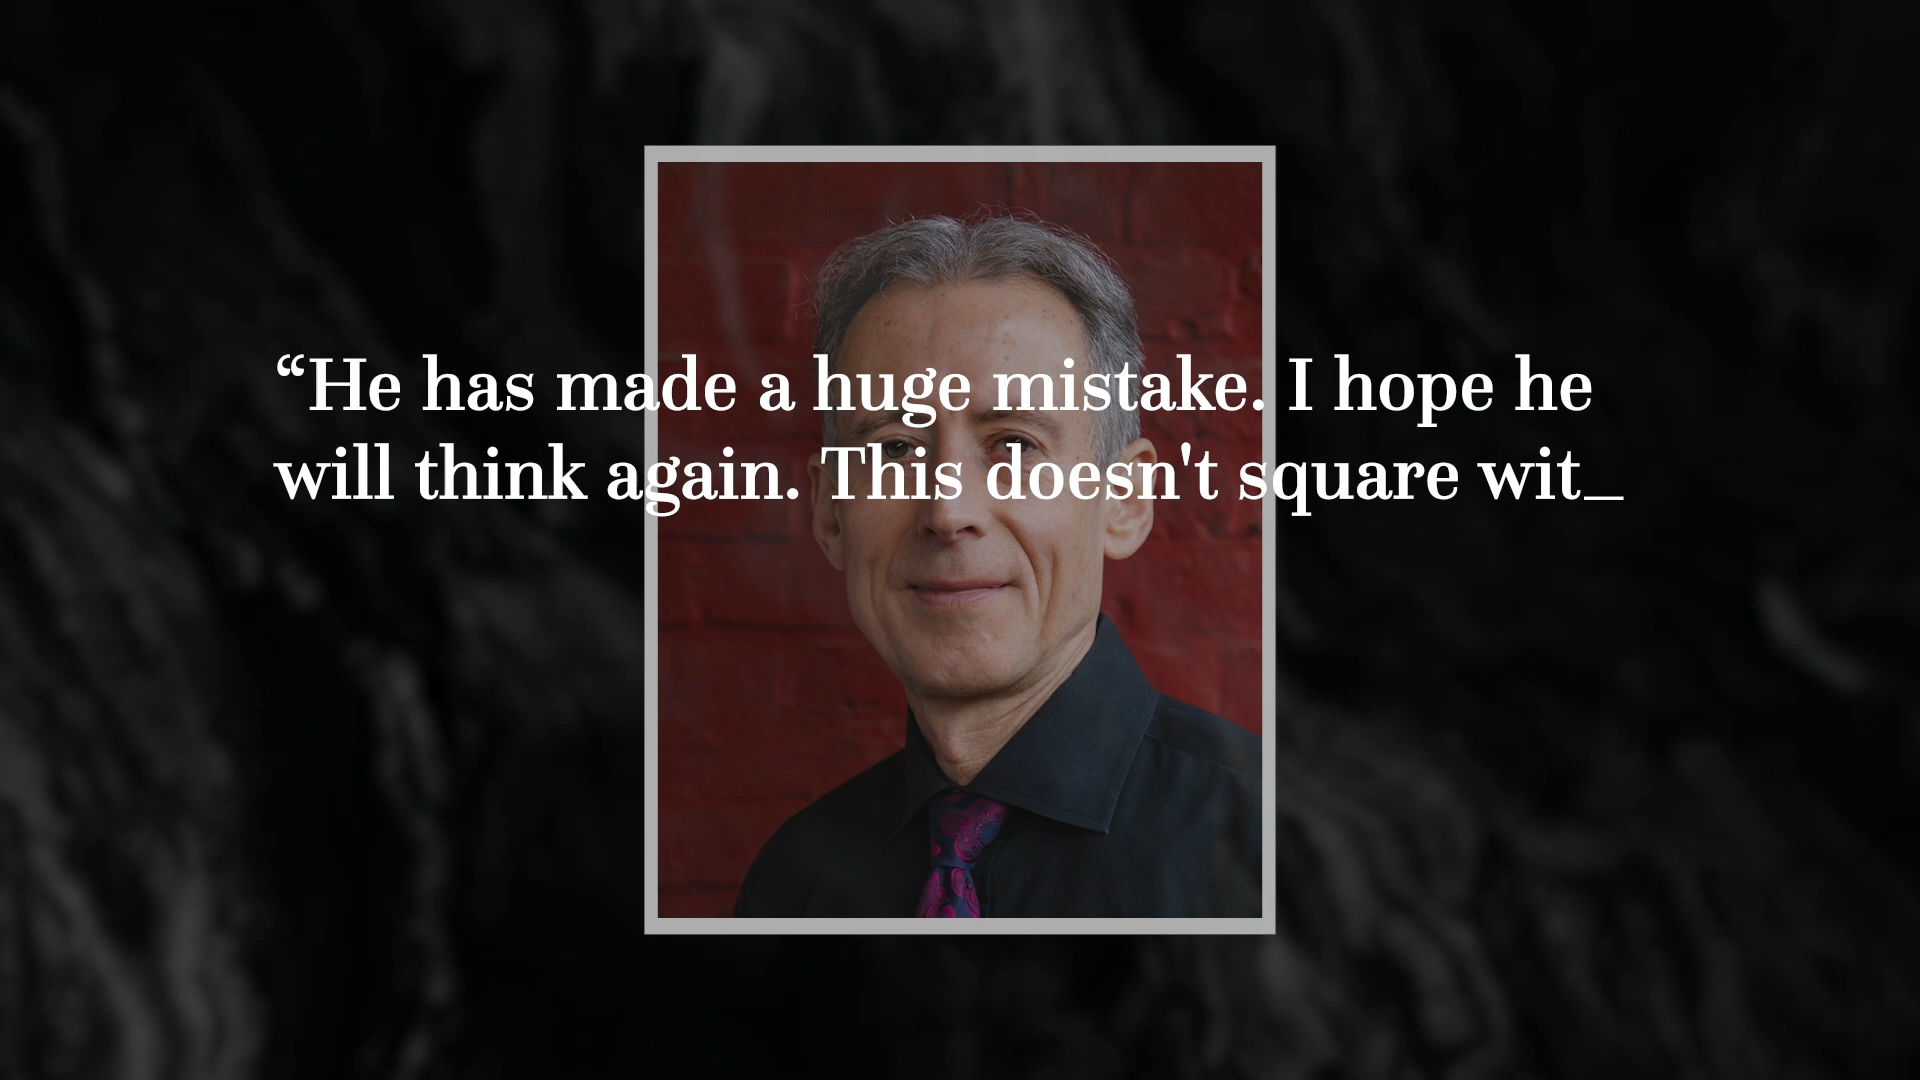 “He has made a huge mistake. I hope he
will think again. This doesn't square wit_